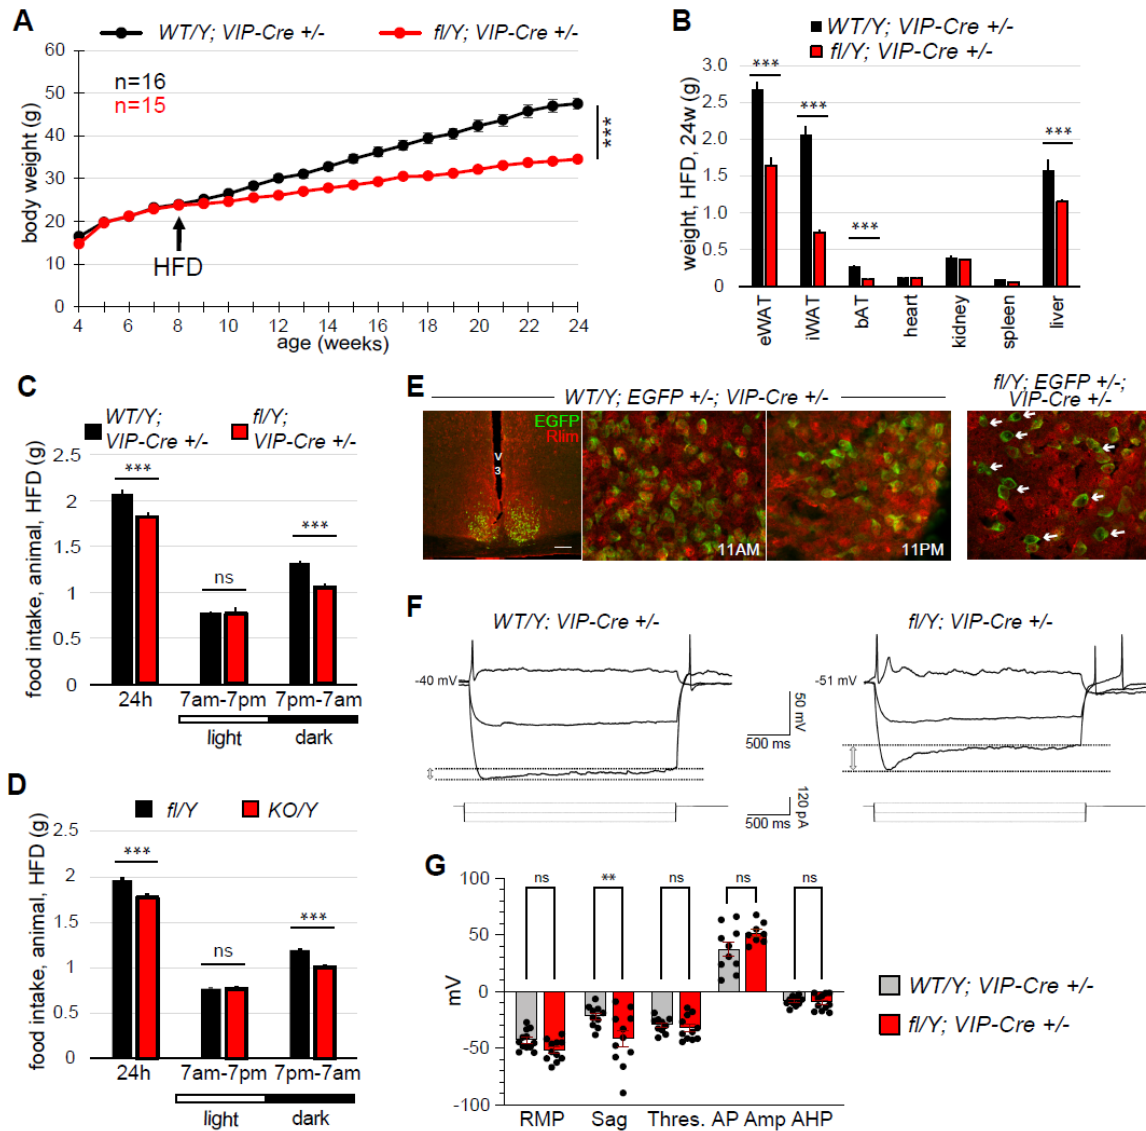 A
WT/Y; VIP-Cre +/-
fl/Y; VIP-Cre +/-
body weight (g)
60
50
40
30
20
10
0
n=16
n=15
***
HFD
4 6 8 10 12 14 16 18 20 22 24
age (weeks)
B
WT/Y; VIP-Cre +/-
fl/Y; VIP-Cre +/-
weight, HFD, 24w (g)
3.0
2.5
2.0
1.5
1.0
0.5
0
***
***
***
***
eWAT
iWAT
bAT
heart
kidney
spleen
liver
C
WT/Y;
VIP-Cre +/-
fl/Y;
VIP-Cre +/-
food intake, animal, HFD (g)
2.5
2
1.5
1
0.5
0
***
ns
***
24h 7am-7pm 7pm-7am
light dark
D
fl/Y KO/Y
food intake, animal, HFD (g)
2.5
2
1.5
1
0.5
0
***
ns
***
24h 7am-7pm 7pm-7am
light dark
E
WT/Y; EGFP +/-; VIP-Cre +/-
fl/Y; EGFP +/-;
VIP-Cre +/-
EGFP
Rlim
V
3
11AM
11PM
F
WT/Y; VIP-Cre +/-
fl/Y; VIP-Cre +/-
-40 mV
50 mV
500 ms
-51 mV
120 pA
500 ms
G
mV
100
50
0
-50
-100
ns ** ns ns ns
RMP Sag Thres. AP Amp AHP
WT/Y; VIP-Cre +/-
fl/Y; VIP-Cre +/-